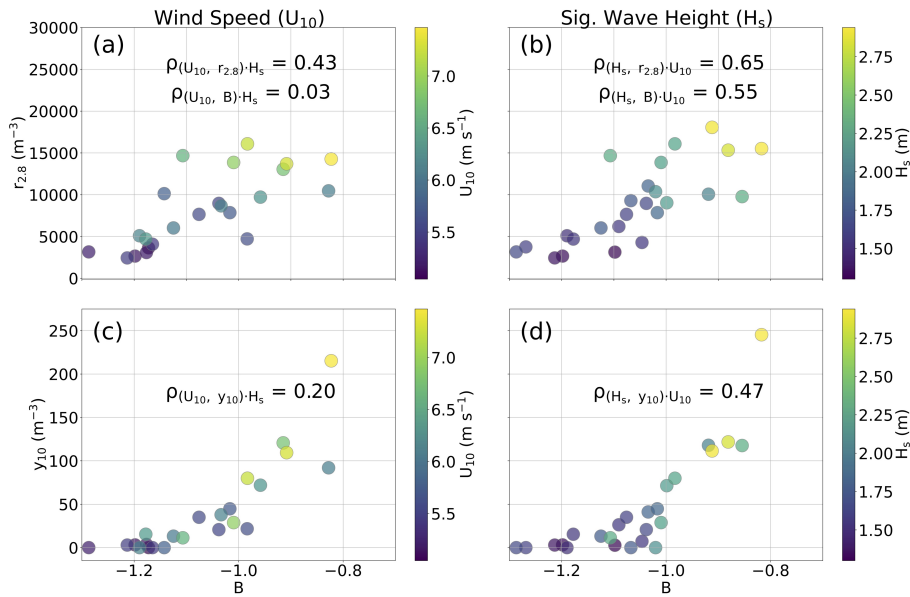 Wind Speed (U₁₀)
Sig. Wave Height (Hₛ)
(a)
ρ(U₁₀, r₂.₈)·Hₛ = 0.43
ρ(U₁₀, B)·Hₛ = 0.03
30000
25000
20000
15000
10000
5000
0
r₂.₈ (m⁻³)
7.0
6.5
6.0
5.5
U₁₀ (m s⁻¹)
(b)
ρ(Hₛ, r₂.₈)·U₁₀ = 0.65
ρ(Hₛ, B)·U₁₀ = 0.55
2.75
2.50
2.25
2.00
1.75
1.50
Hₛ (m)
(c)
ρ(U₁₀, y₁₀)·Hₛ = 0.20
250
200
150
100
50
0
y₁₀ (m⁻³)
−1.2 −1.0 −0.8
B
7.0
6.5
6.0
5.5
U₁₀ (m s⁻¹)
(d)
ρ(Hₛ, y₁₀)·U₁₀ = 0.47
−1.2 −1.0 −0.8
B
2.75
2.50
2.25
2.00
1.75
1.50
Hₛ (m)